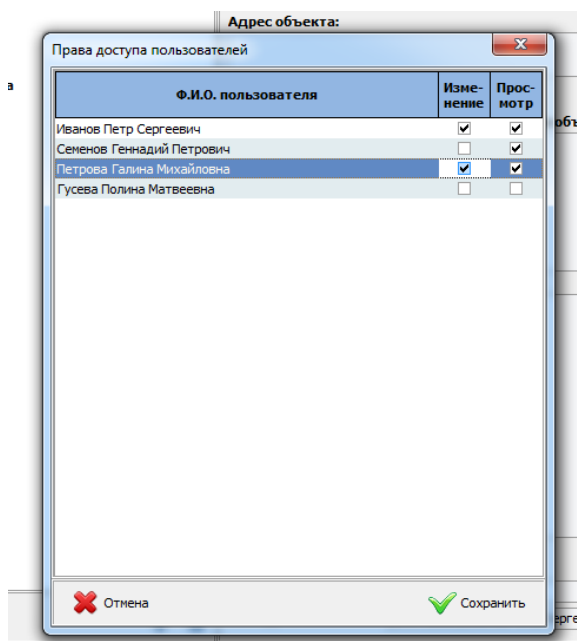 Адрес объекта:
Права доступа пользователей
Ф.И.О. пользователя
Изме-
нение
Прос-
мотр
Иванов Петр Сергеевич
Семенов Геннадий Петрович
Петрова Галина Михайловна
Гусева Полина Матвеевна
Отмена
Сохранить